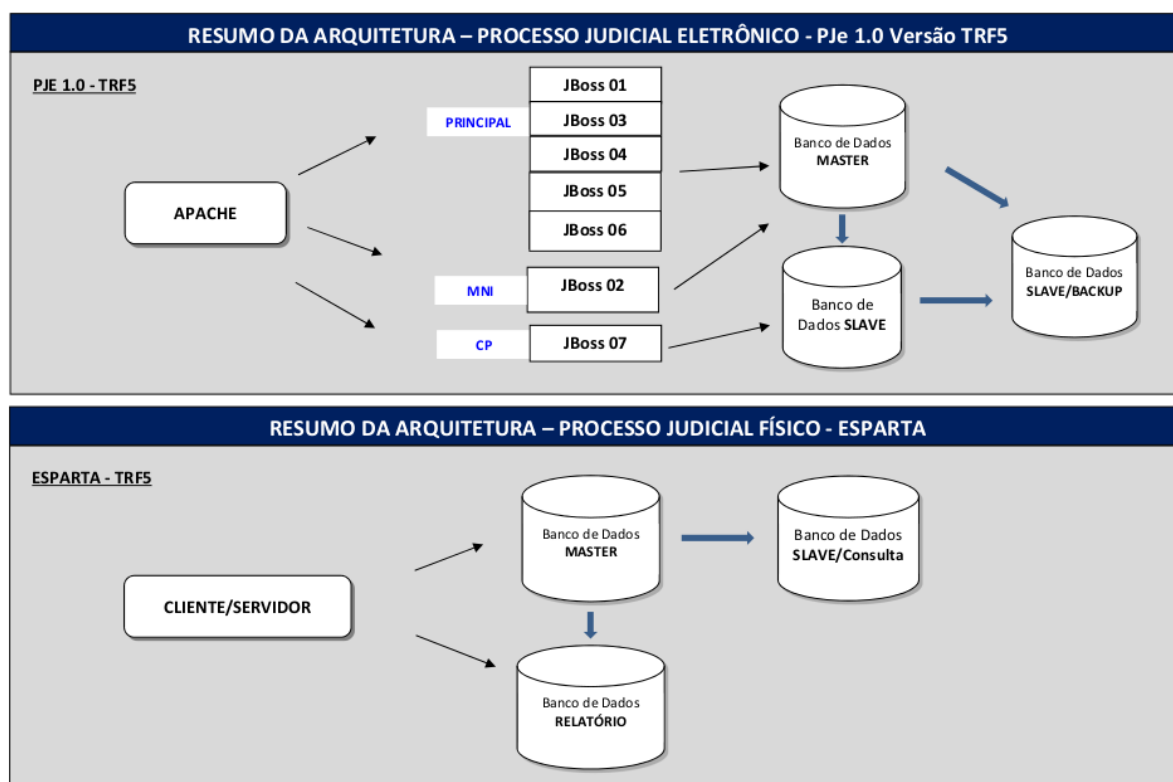 RESUMO DA ARQUITETURA – PROCESSO JUDICIAL ELETRÔNICO - PJe 1.0 Versão TRF5
PJE 1.0 - TRF5
APACHE
PRINCIPAL
JBoss 01
JBoss 03
JBoss 04
JBoss 05
JBoss 06
MNI
JBoss 02
CP
JBoss 07
Banco de Dados
MASTER
Banco de
Dados SLAVE
Banco de Dados
SLAVE/BACKUP
RESUMO DA ARQUITETURA – PROCESSO JUDICIAL FÍSICO - ESPARTA
ESPARTA - TRF5
CLIENTE/SERVIDOR
Banco de Dados
MASTER
Banco de Dados
SLAVE/Consulta
Banco de Dados
RELATÓRIO